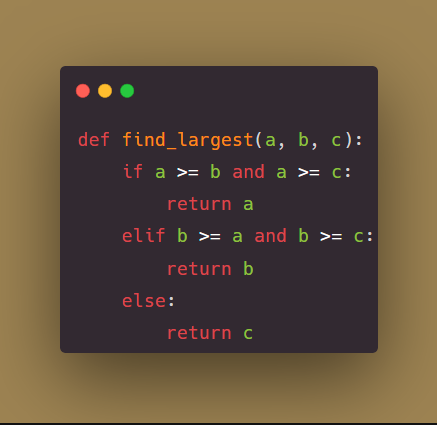 def find_largest(a, b, c):
    if a >= b and a >= c:
        return a
    elif b >= a and b >= c:
        return b
    else:
        return c